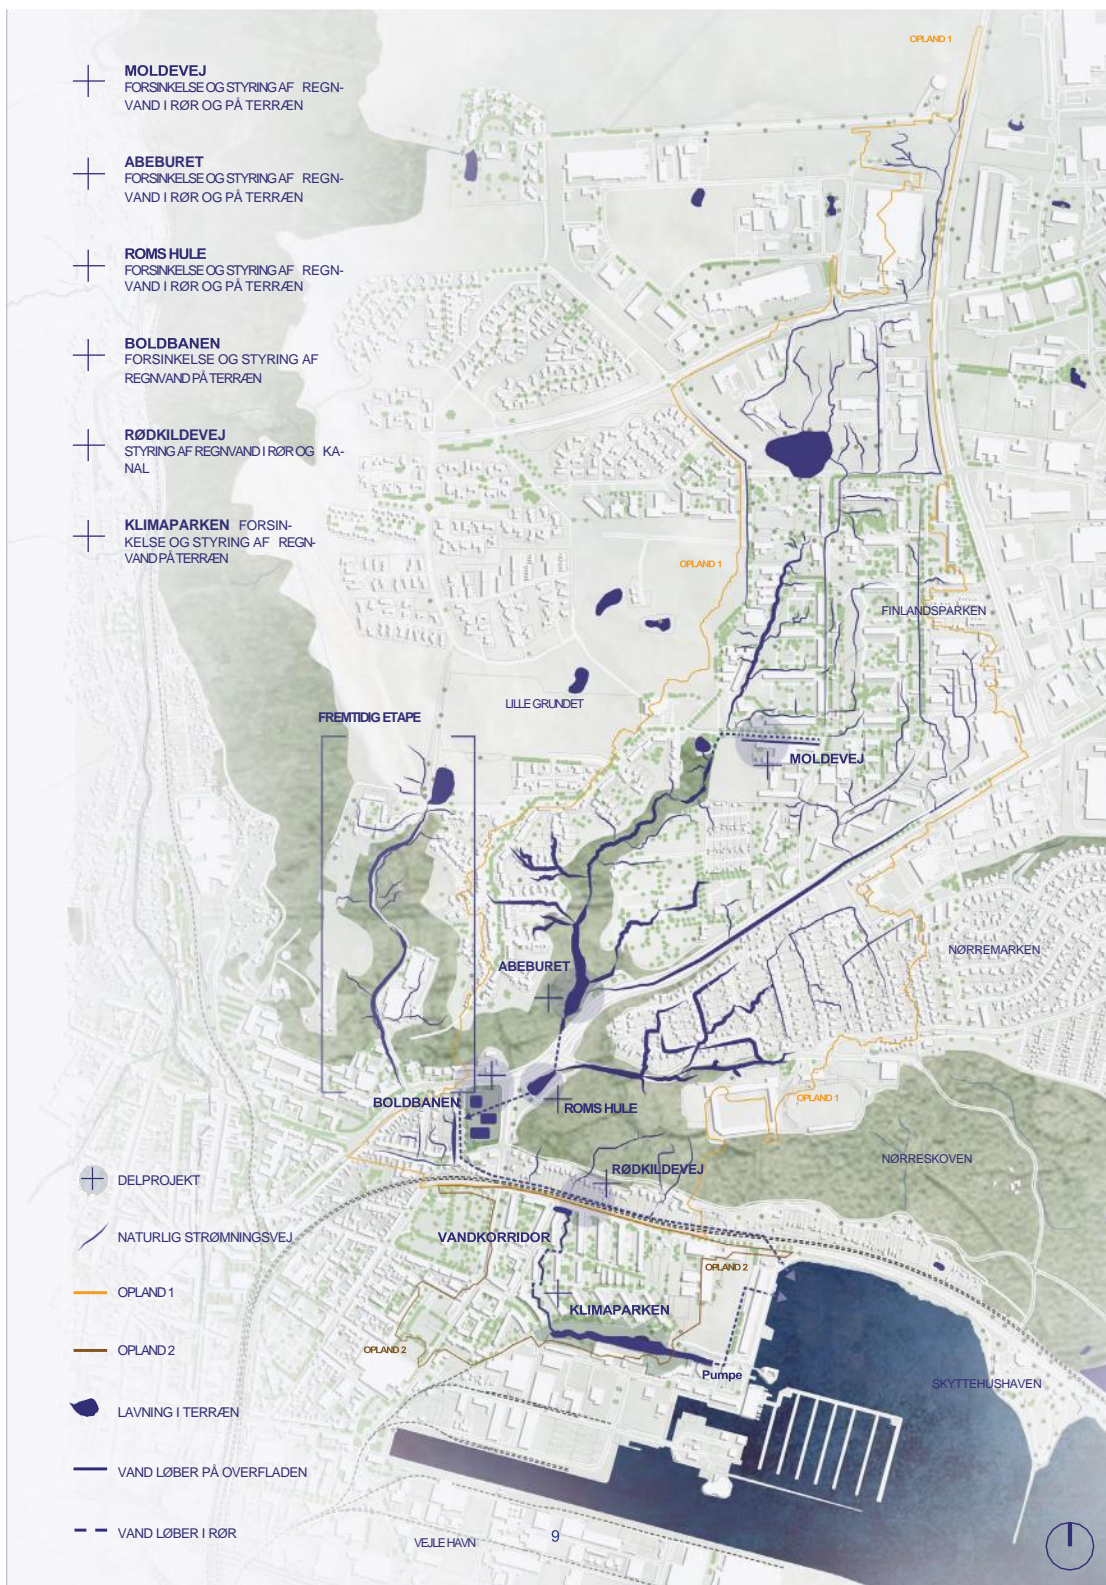 MOLDEVEJ
FORSINKELSE OG STYRING AF REGN-
VAND I RØR OG PÅ TERRÆN
ABEBURET
FORSINKELSE OG STYRING AF REGN-
VAND I RØR OG PÅ TERRÆN
ROMS HULE
FORSINKELSE OG STYRING AF REGN-
VAND I RØR OG PÅ TERRÆN
BOLDBANEN
FORSINKELSE OG STYRING AF
REGNVAND PÅ TERRÆN
RØDKILDEVEJ
STYRING AF REGNVAND I RØR OG KA-
NAL
KLIMAPARKEN FORSIN-
KELSE OG STYRING AF REGN-
VAND PÅ TERRÆN
OPLAND 1
OPLAND 1
FINLANDSPARKEN
LILLE GRUNDET
FREMTIDIG ETAPE
MOLDEVEJ
NØRREMARKEN
ABEBURET
BOLDBANEN
ROMS HULE
OPLAND 1
NØRRESKOVEN
RØDKILDEVEJ
VANDKORRIDOR
OPLAND 2
KLIMAPARKEN
OPLAND 2
Pumpe
SKYTTEHUSHAVEN
DELPROJEKT
NATURLIG STRØMNINGSVEJ
OPLAND 1
OPLAND 2
LAVNING I TERRÆN
VAND LØBER PÅ OVERFLADEN
VAND LØBER I RØR
VEJLE HAVN
9